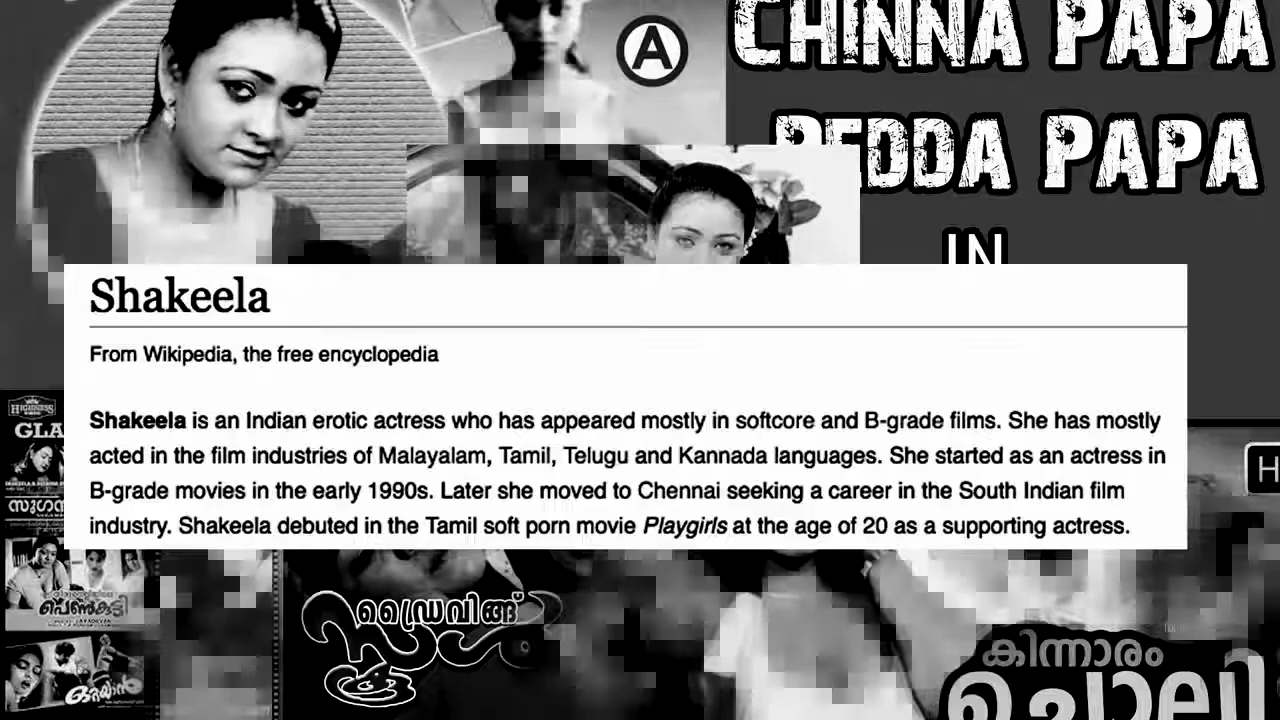 A
CHINNA PAPA
PEDDA PAPA
IN
Shakeela
From Wikipedia, the free encyclopedia
Shakeela is an Indian erotic actress who has appeared mostly in softcore and B-grade films. She has mostly
acted in the film industries of Malayalam, Tamil, Telugu and Kannada languages. She started as an actress in
B-grade movies in the early 1990s. Later she moved to Chennai seeking a career in the South Indian film
industry. Shakeela debuted in the Tamil soft porn movie Playgirls at the age of 20 as a supporting actress.
HIGHNESS
GLA
H
സുഗന
പെൺകുട്ടി
ഡ്രൈവിങ്ങ്
സ്കൂൾ
കിന്നാരം